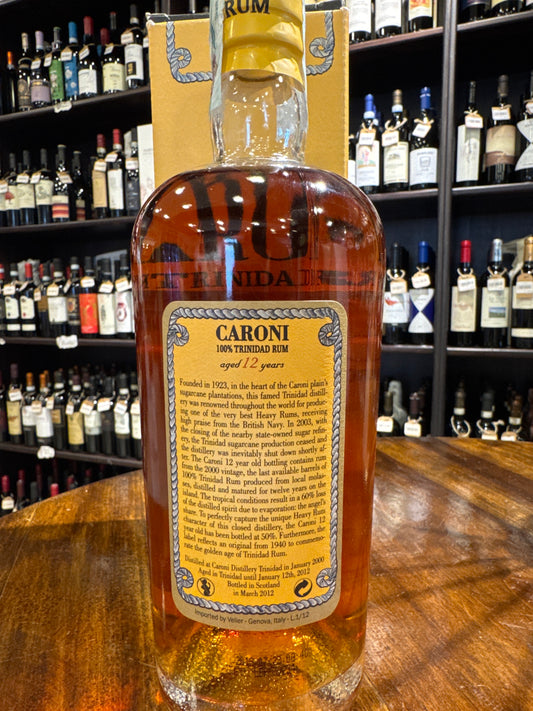 RUM
TRINIDAD
CARONI
100% TRINIDAD RUM
aged 12 years
Founded in 1923, in the heart of the Caroni plain's
sugarcane plantations, this famed Trinidad distill-
ery was renowned throughout the world for produc-
ing one of the very best Heavy Rums, receiving
high praise from the British Navy. In 2003, with
the closing of the nearby state-owned sugar refin-
ery, the Trinidad sugarcane production ceased and
the distillery was inevitably shut down shortly af-
ter. The Caroni 12 year old bottling contains rum
from the 2000 vintage, the last available barrels of
100% Trinidad Rum produced from local molas-
ses, distilled and matured for twelve years on the
island. The tropical conditions result in a 60% loss
of the distilled spirit due to evaporation: the angel's
share. To perfectly capture the unique Heavy Rum
character of this closed distillery, the Caroni 12
year old has been bottled at 50%. Furthermore, the
label reflects an original from 1940 to commemo-
rate the golden age of Trinidad Rum.
Distilled at Caroni Distillery Trinidad in January 2000
Aged in Trinidad until January 12th, 2012
Bottled in Scotland
in March 2012
Imported by Velier - Genova, Italy - L.1/12